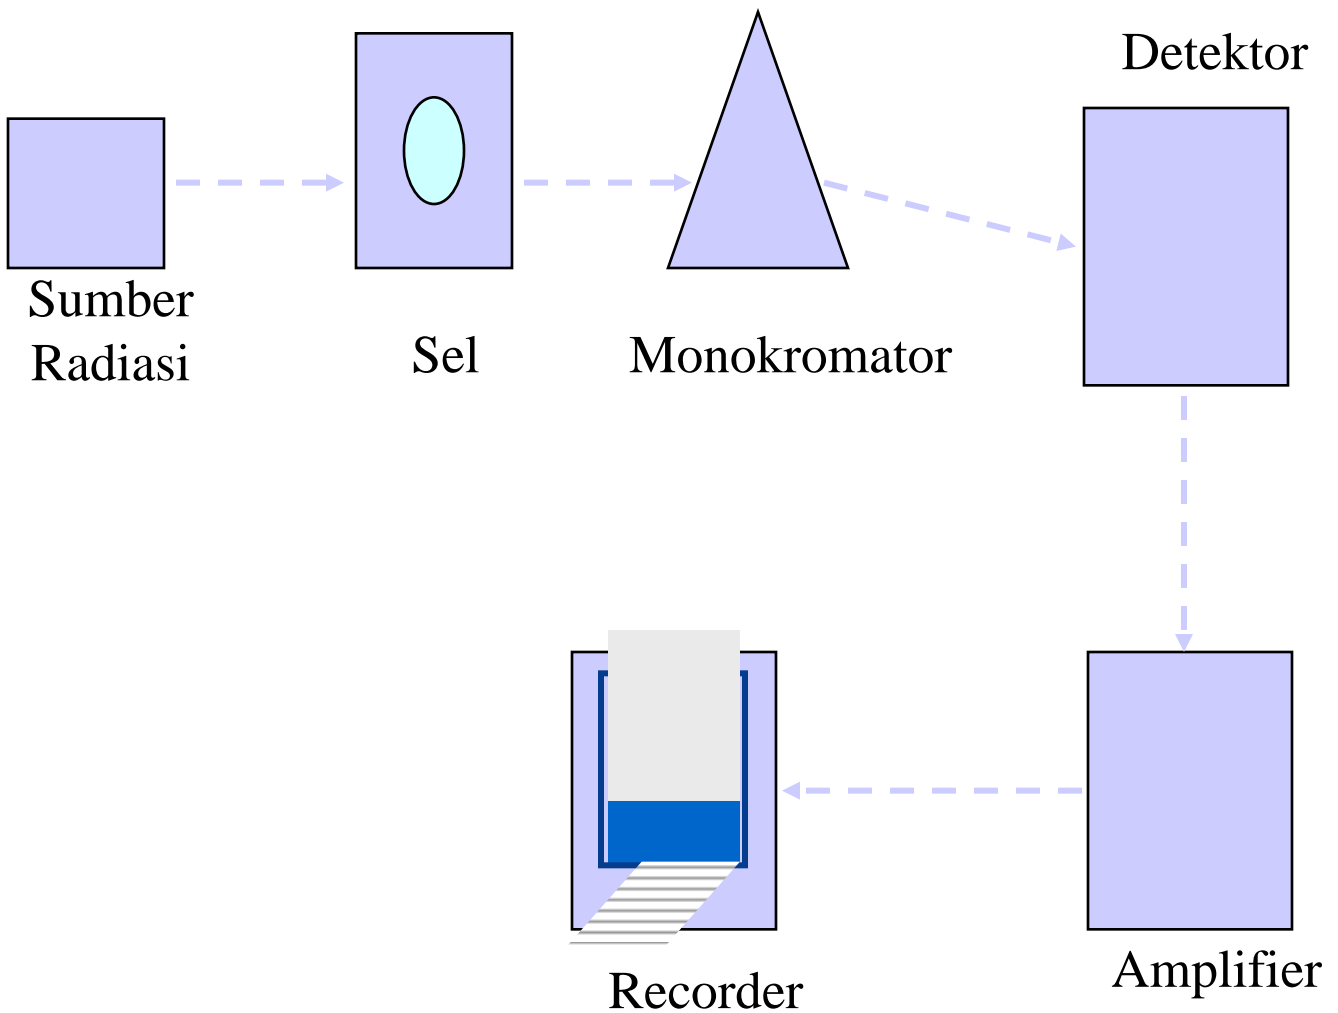 Detektor
Sumber
Radiasi
Sel
Monokromator
Amplifier
Recorder